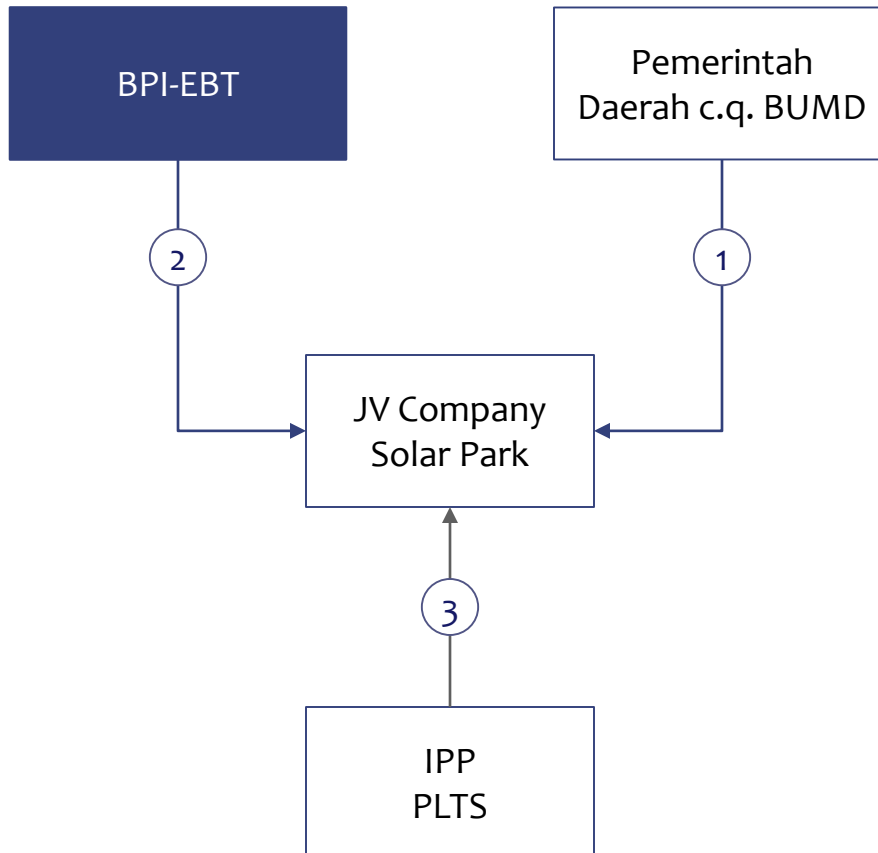 BPI-EBT
Pemerintah
Daerah c.q. BUMD
2
1
JV Company
Solar Park
3
IPP
PLTS